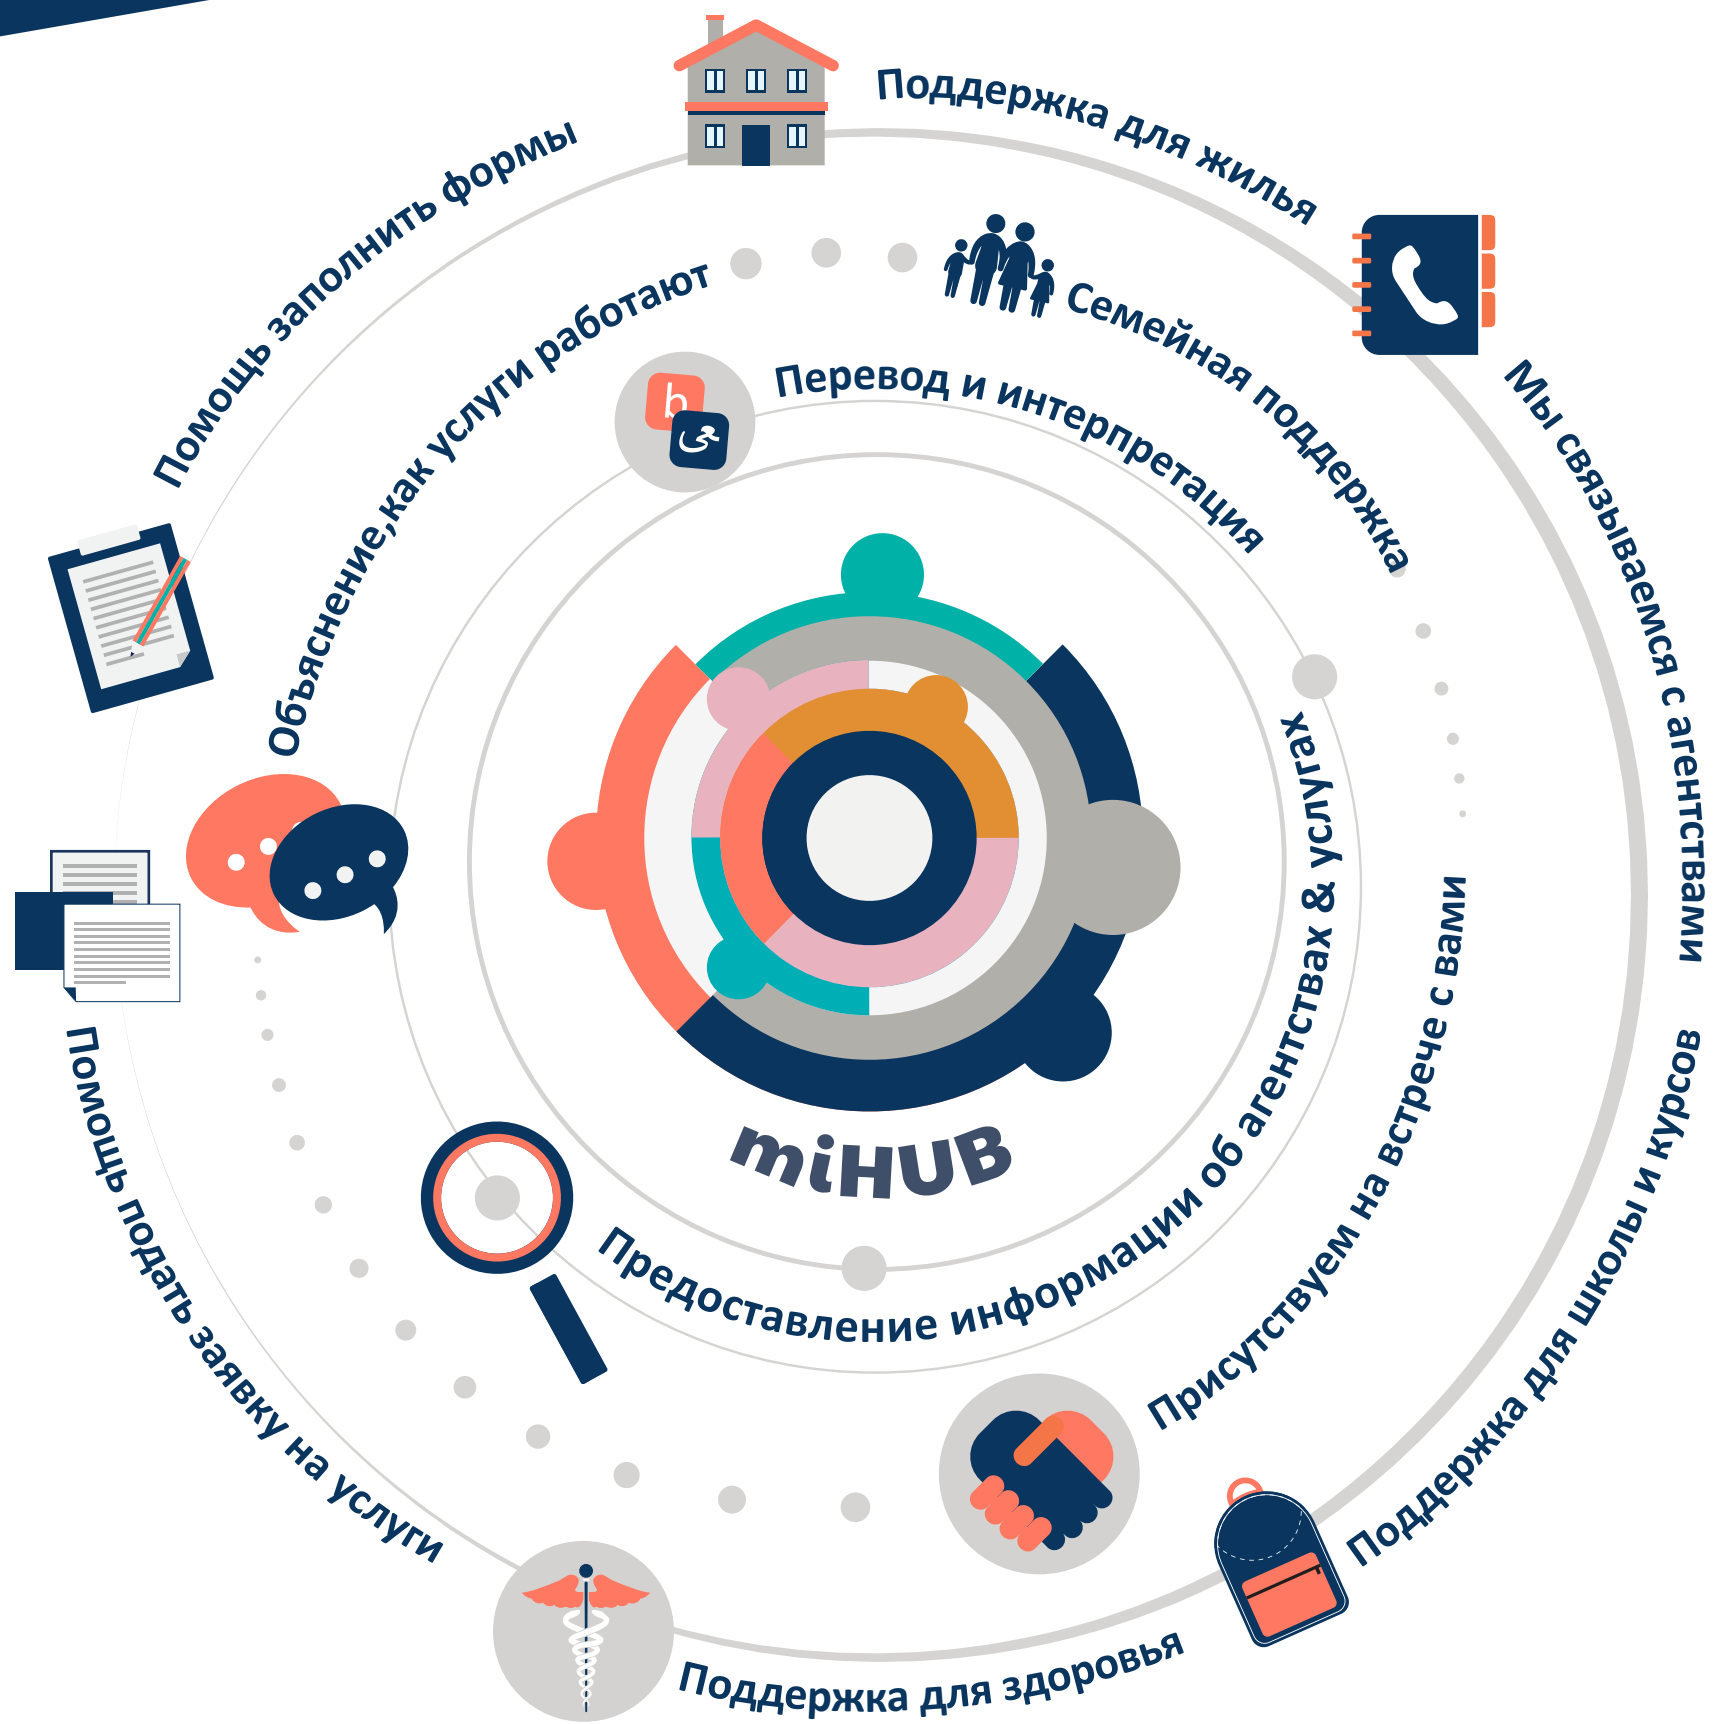 Поддержка для жилья
Мы связываемся с агентствами
Поддержка для школы и курсов
Поддержка для здоровья
Помощь подать заявку на услуги
Помощь заполнить формы
Семейная поддержка
Присутствуем на встрече с вами
Объяснение,как услуги работают
Перевод и интерпретация
Предоставление информации об агентствах & услугах
b
miHUB